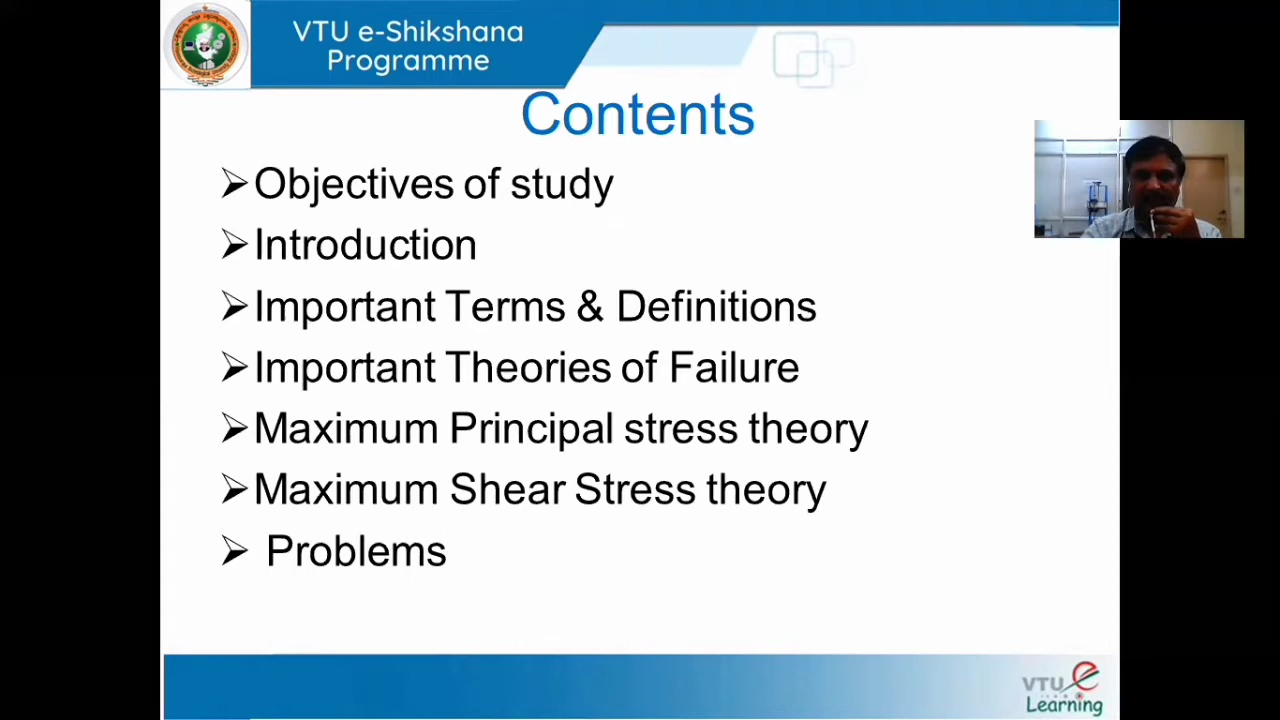 VTU e-Shikshana
Programme
Contents
Objectives of study
Introduction
Important Terms & Definitions
Important Theories of Failure
Maximum Principal stress theory
Maximum Shear Stress theory
Problems
VTU e
Learning